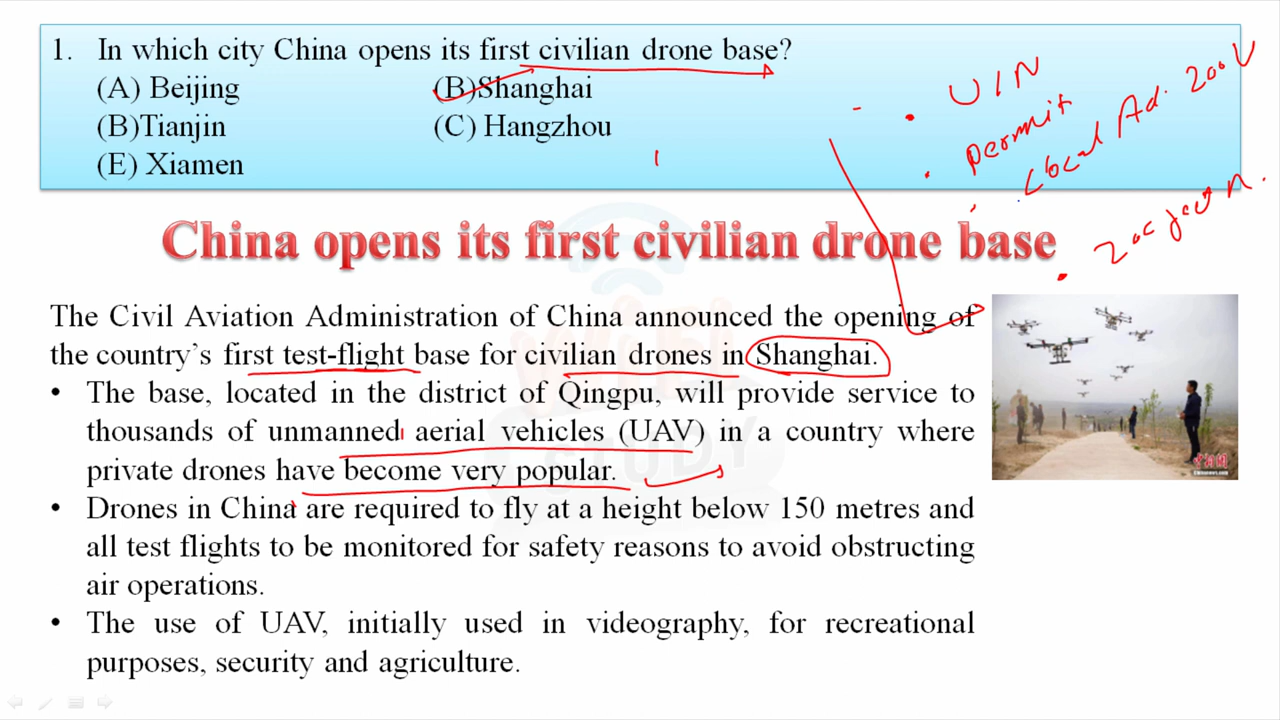 1. In which city China opens its first civilian drone base?
(A) Beijing (B)Shanghai
(B)Tianjin (C) Hangzhou
(E) Xiamen
UIN
permit
Local Ad. 200
China opens its first civilian drone base
The Civil Aviation Administration of China announced the opening of
the country's first test-flight base for civilian drones in Shanghai.
• The base, located in the district of Qingpu, will provide service to
thousands of unmanned aerial vehicles (UAV) in a country where
private drones have become very popular.
• Drones in China are required to fly at a height below 150 metres and
all test flights to be monitored for safety reasons to avoid obstructing
air operations.
• The use of UAV, initially used in videography, for recreational
purposes, security and agriculture.
中新网
STUDY